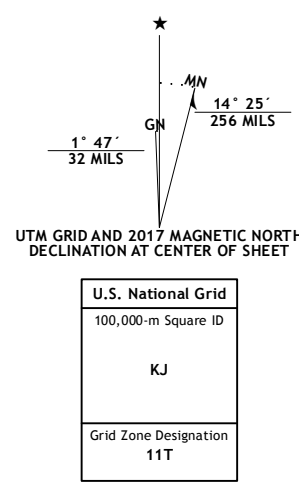 ★
MN
GN
14° 25´
256 MILS
1° 47´
32 MILS
UTM GRID AND 2017 MAGNETIC NORTH
DECLINATION AT CENTER OF SHEET
U.S. National Grid
100,000-m Square ID
KJ
Grid Zone Designation
11T